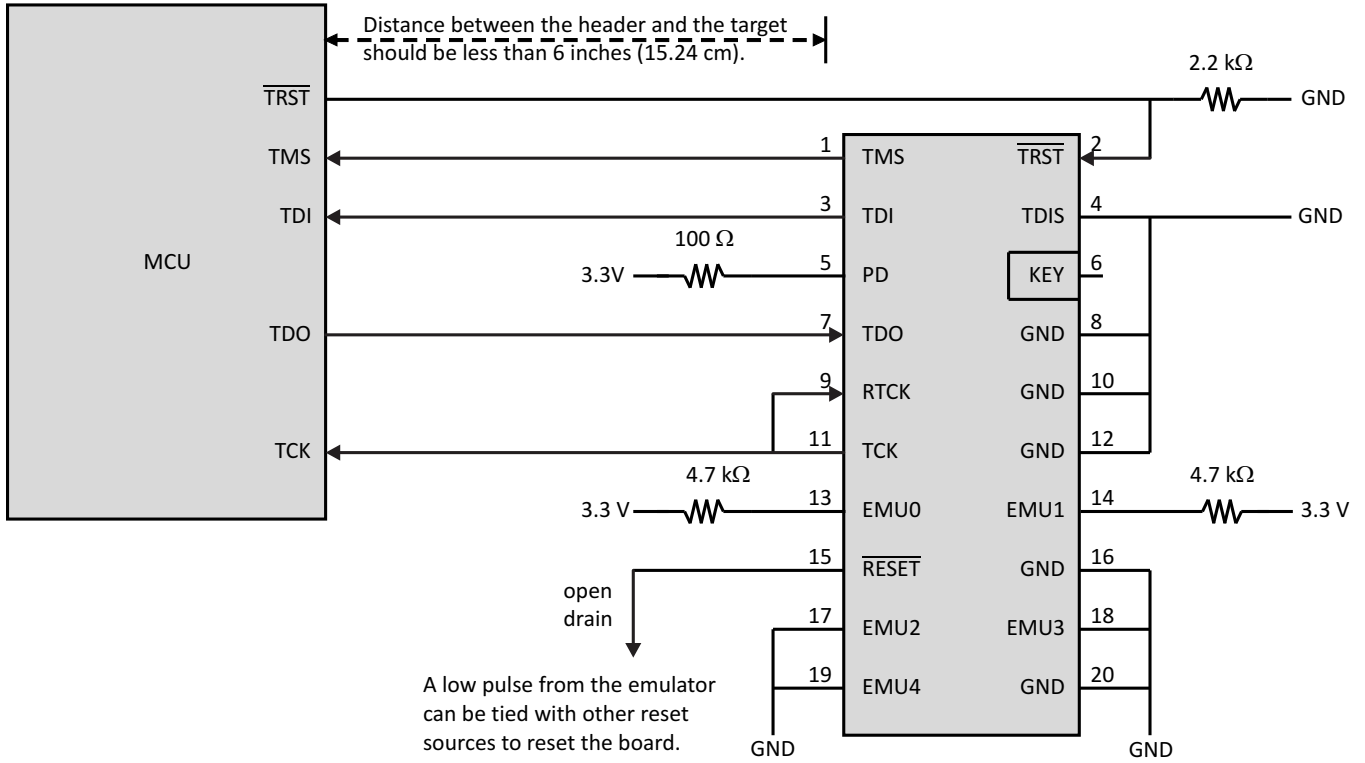 Distance between the header and the target
should be less than 6 inches (15.24 cm).
2.2 kΩ
TRST
GND
1
TMS
TMS
TRST
2
3
TDI
TDI
TDIS
4
GND
100 Ω
MCU
3.3V
5
PD
KEY
6
7
TDO
TDO
GND
8
9
RTCK
GND
10
11
TCK
TCK
GND
12
4.7 kΩ
4.7 kΩ
3.3 V
13
EMU0
EMU1
14
3.3 V
15
RESET
GND
16
open
drain
17
EMU2
EMU3
18
19
EMU4
GND
20
A low pulse from the emulator
can be tied with other reset
sources to reset the board.
GND
GND